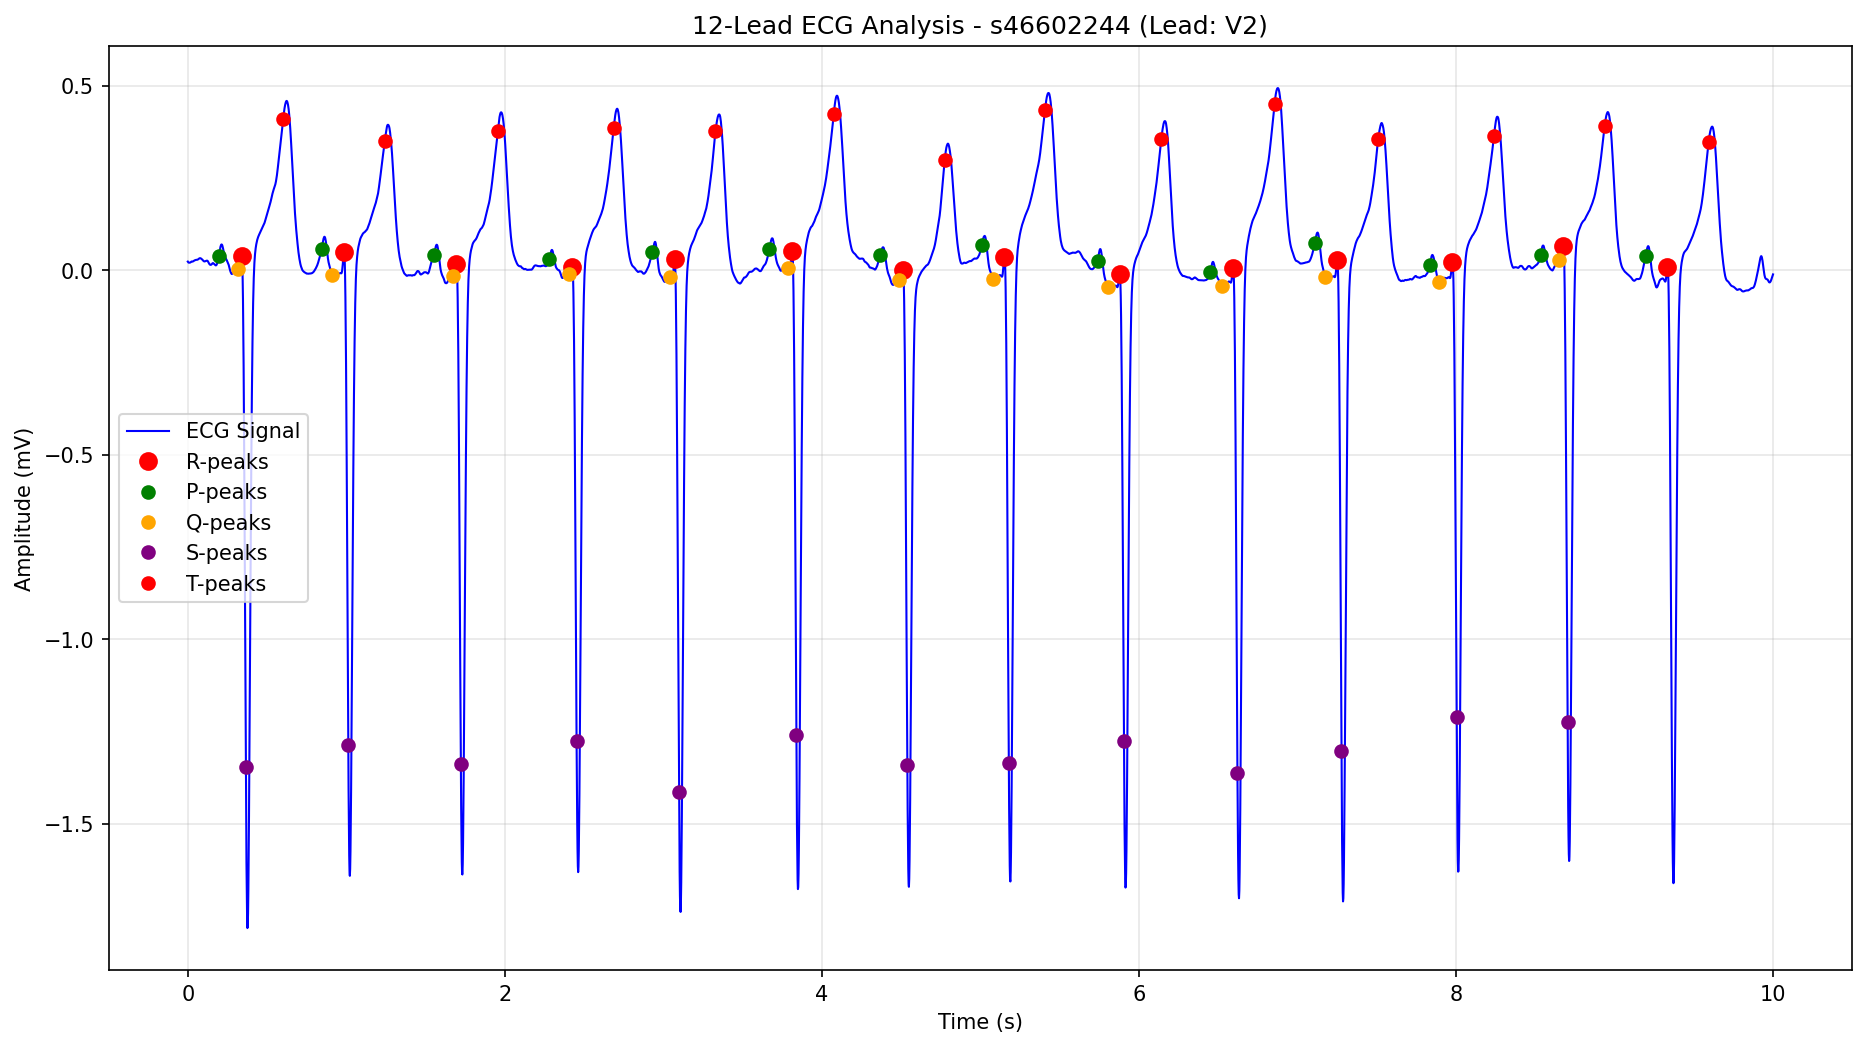 12-Lead ECG Analysis - s46602244 (Lead: V2)
0.5
0.0
−0.5
−1.0
−1.5
Amplitude (mV)
ECG Signal
R-peaks
P-peaks
Q-peaks
S-peaks
T-peaks
0 2 4 6 8 10
Time (s)